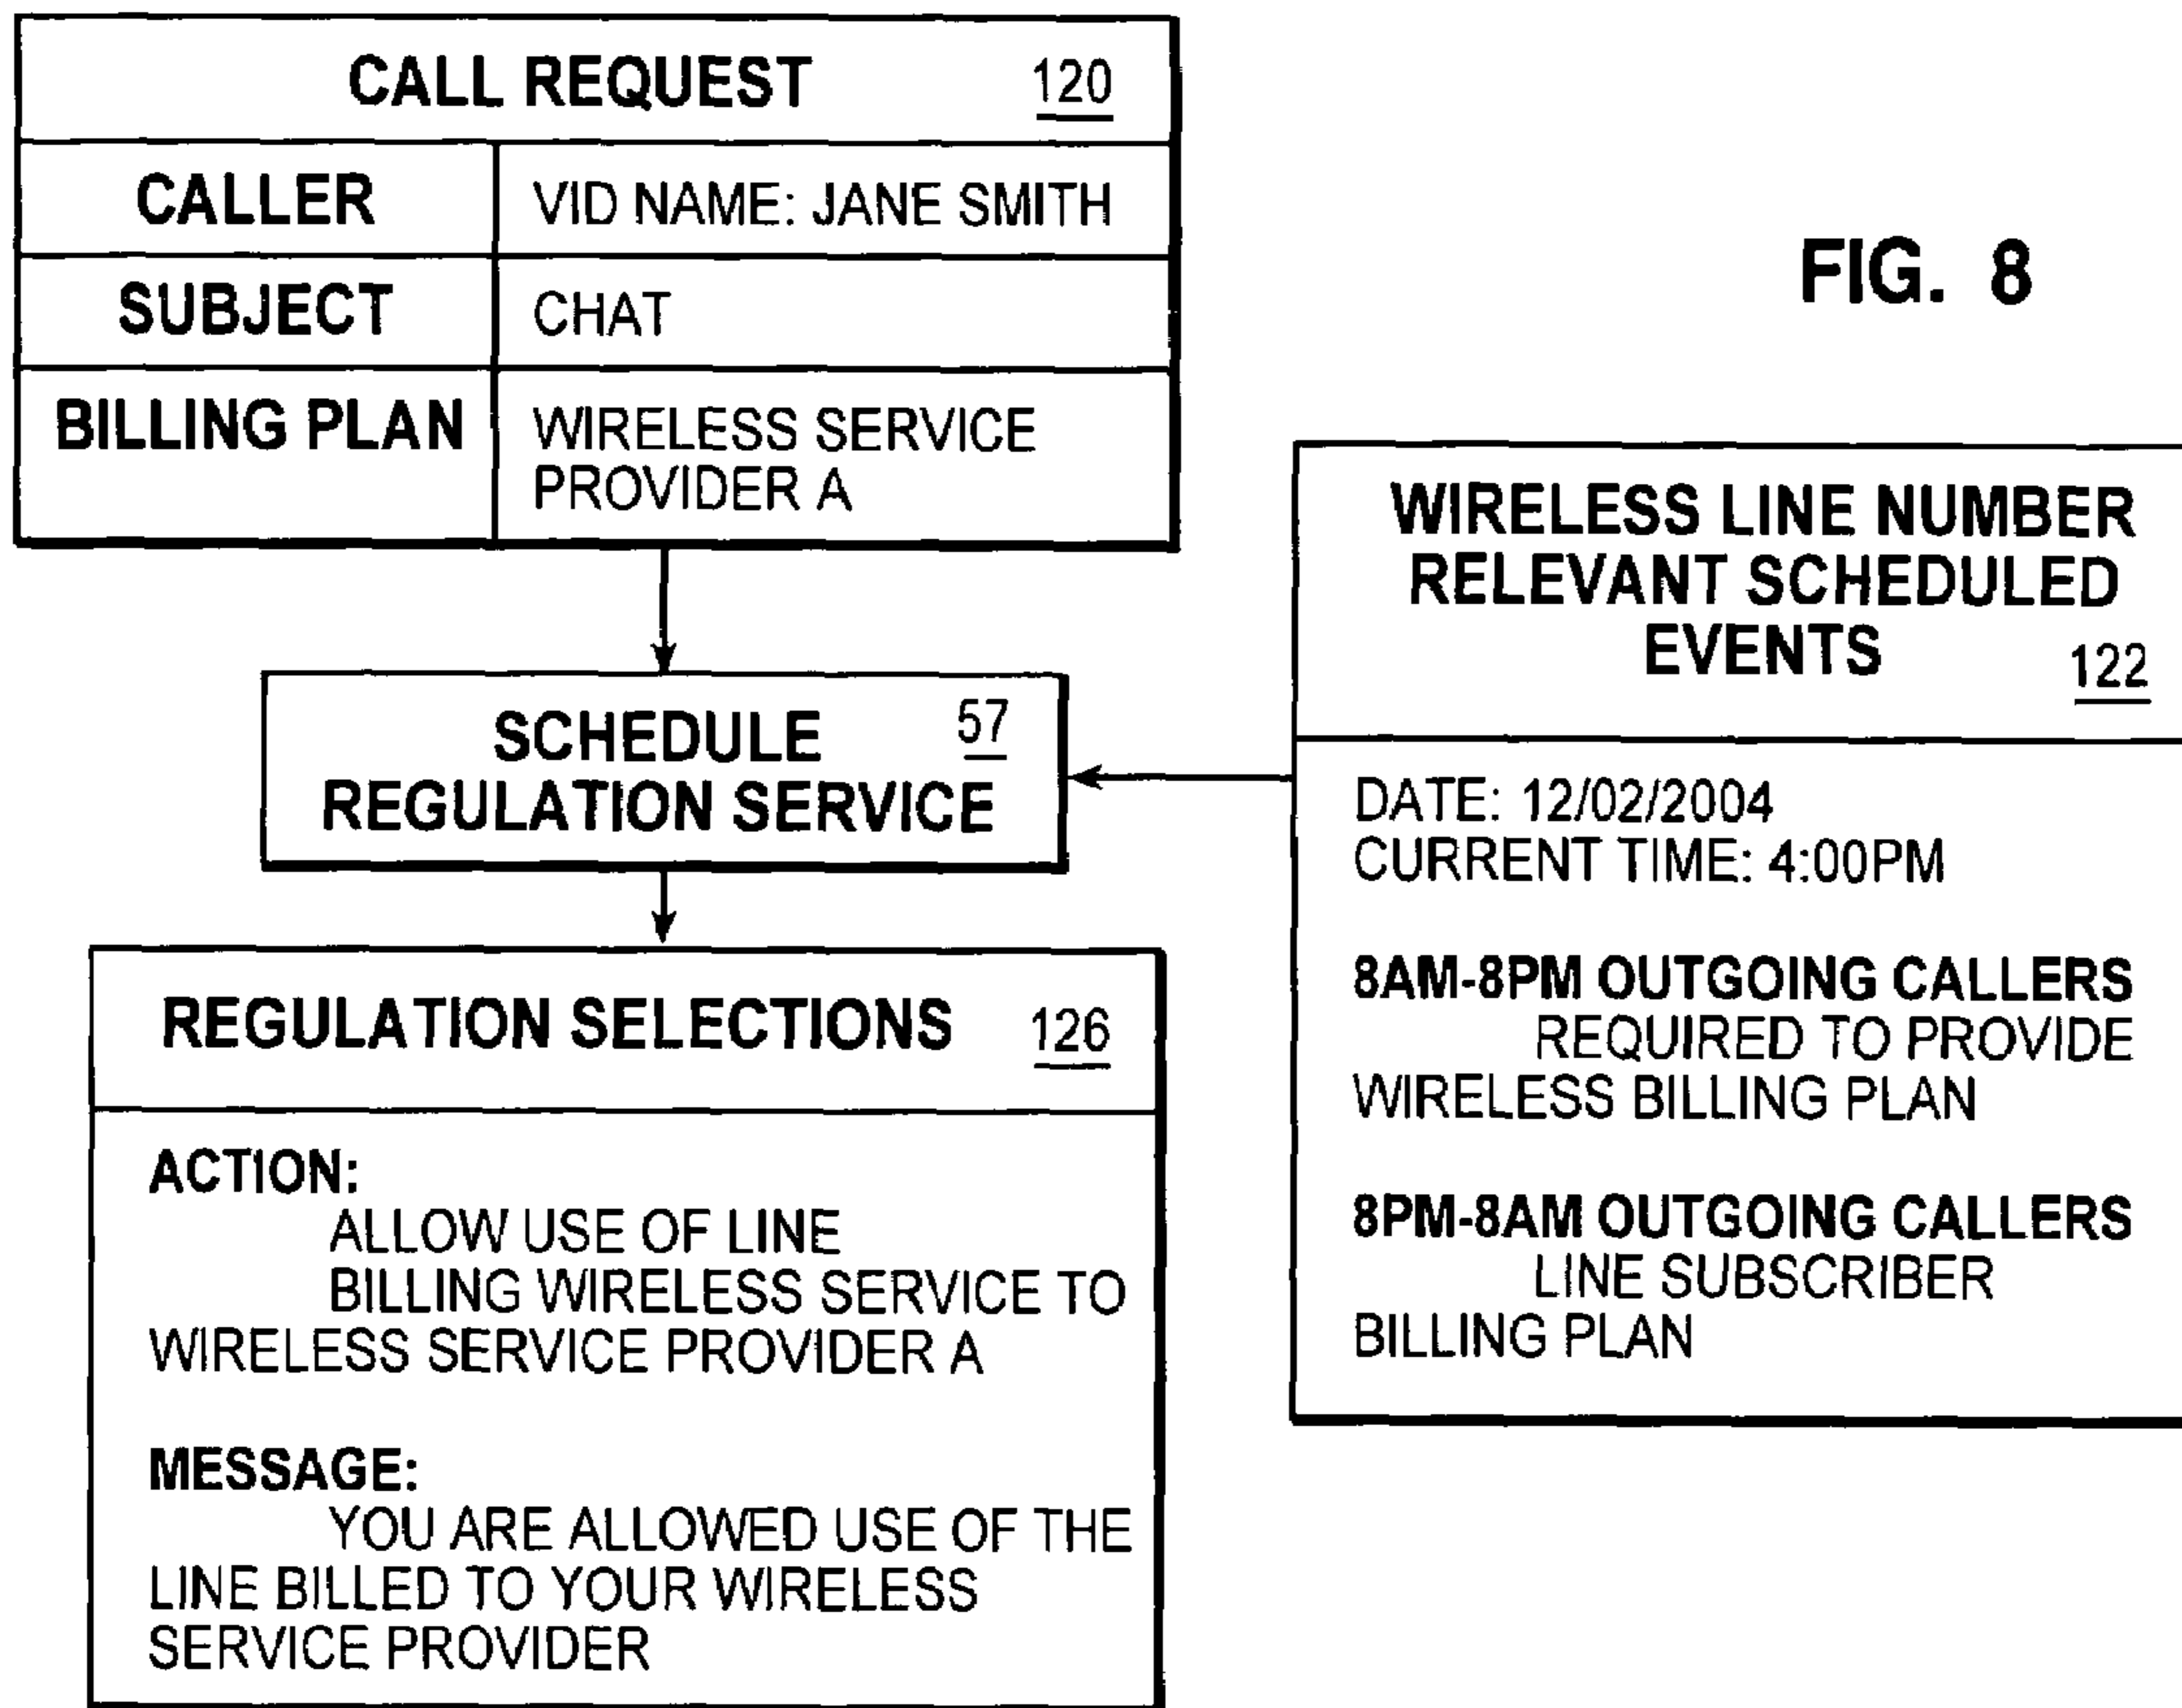 CALL REQUEST 120
CALLER VID NAME: JANE SMITH
SUBJECT CHAT
BILLING PLAN WIRELESS SERVICE
PROVIDER A
FIG. 8
SCHEDULE 57
REGULATION SERVICE
WIRELESS LINE NUMBER
RELEVANT SCHEDULED
EVENTS 122
DATE: 12/02/2004
CURRENT TIME: 4:00PM
8AM-8PM OUTGOING CALLERS
REQUIRED TO PROVIDE
WIRELESS BILLING PLAN
8PM-8AM OUTGOING CALLERS
LINE SUBSCRIBER
BILLING PLAN
REGULATION SELECTIONS 126
ACTION:
ALLOW USE OF LINE
BILLING WIRELESS SERVICE TO
WIRELESS SERVICE PROVIDER A
MESSAGE:
YOU ARE ALLOWED USE OF THE
LINE BILLED TO YOUR WIRELESS
SERVICE PROVIDER